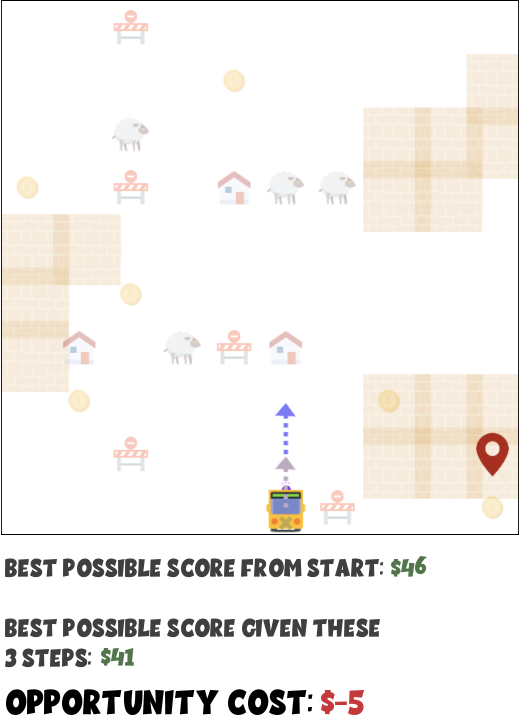 BEST POSSIBLE SCORE FROM START: $46
BEST POSSIBLE SCORE GIVEN THESE
3 STEPS: $41
OPPORTUNITY COST: $-5